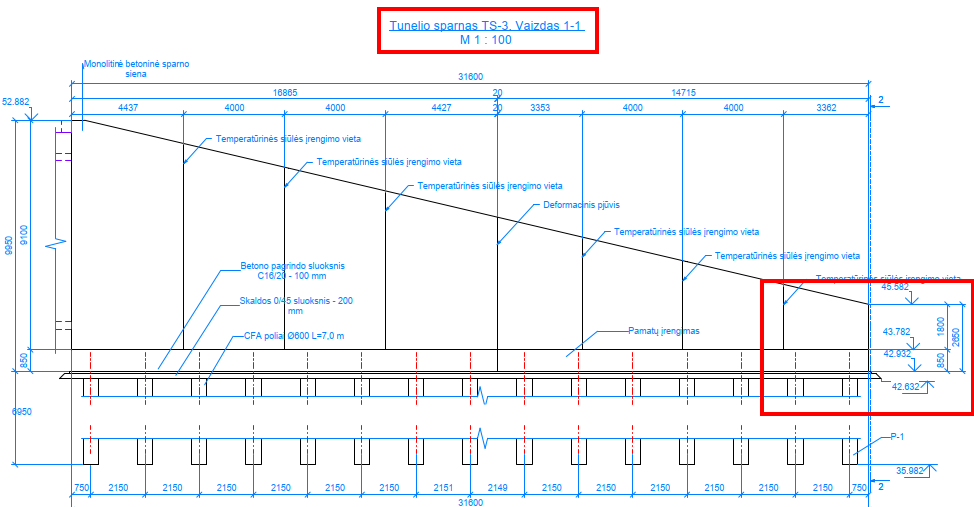 Tunelio sparnas TS-3. Vaizdas 1-1
M 1 : 100
Monolitinė betoninė sparno
siena
31600
16885
20
14715
4437
4000
4000
4427
20
3353
4000
4000
3362
2
52.882
Temperatūrinės siūlės įrengimo vieta
Temperatūrinės siūlės įrengimo vieta
Temperatūrinės siūlės įrengimo vieta
Deformacinis pjūvis
Temperatūrinės siūlės įrengimo vieta
Temperatūrinės siūlės įrengimo vieta
Temperatūrinės siūlės įrengimo vieta
9950
9100
Betono pagrindo sluoksnis
C16/20 - 100 mm
45.582
Skaldos 0/45 sluoksnis - 200
mm
CFA poliai Ø600 L=7,0 m
Pamatų įrengimas
43.782
1800
2650
850
42.932
850
42.632
6950
P-1
35.982
750
2150
2150
2150
2150
2150
2150
2151
2149
2150
2150
2150
2150
2150
2150
750
2
31600